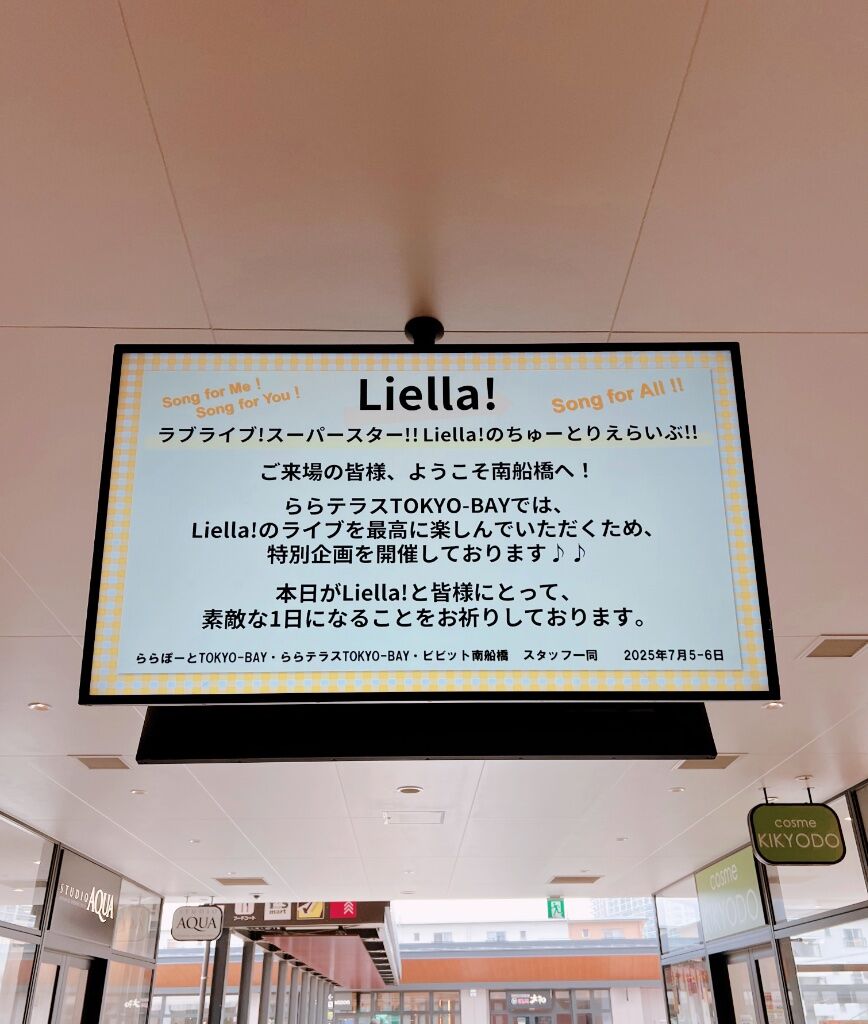 Song for Me !
Song for You !
Liella!
Song for All !!
ラブライブ!スーパースター!! Liella!のちゅーとりえらいぶ!!
ご来場の皆様、ようこそ南船橋へ！
ららテラスTOKYO-BAYでは、
Liella!のライブを最高に楽しんでいただくため、
特別企画を開催しております♪♪
本日がLiella!と皆様にとって、
素敵な1日になることをお祈りしております。
ららぽーとTOKYO-BAY・ららテラスTOKYO-BAY・ビビット南船橋　スタッフ一同　2025年7月5-6日
cosme
KIKYODO
cosme
KIKYODO
STUDIO AQUA
STUDIO
AQUA
フードコート
mart